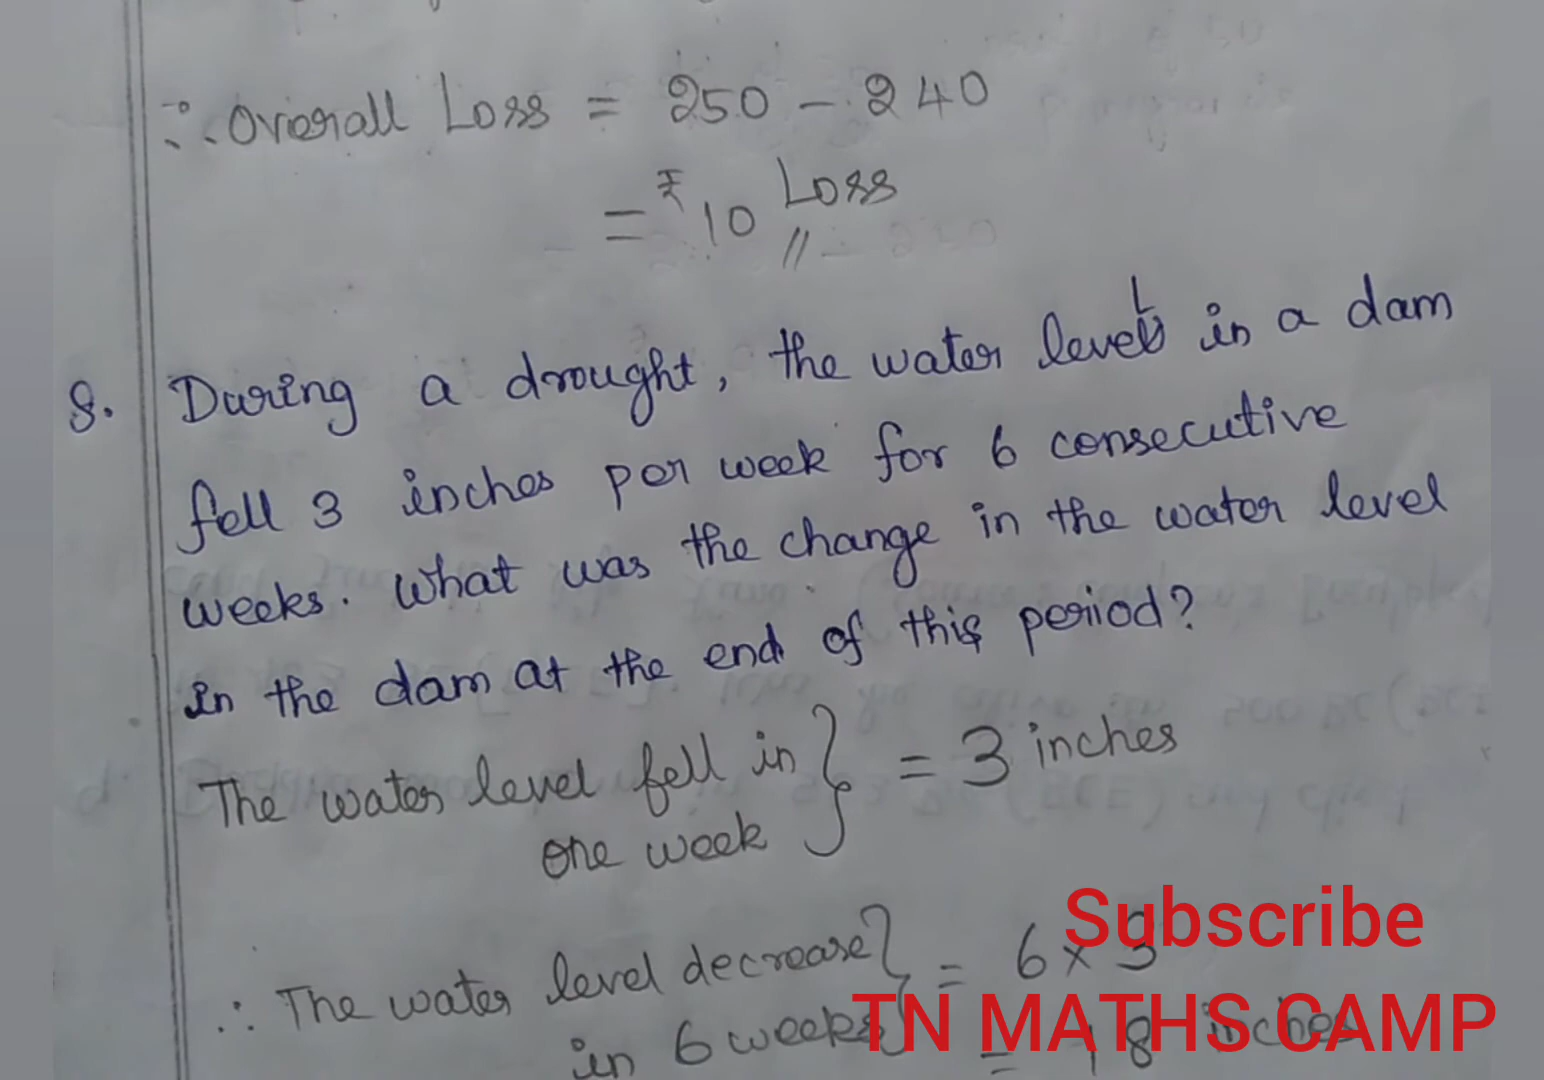 ∴ Overall Loss = 250 - 240
= ₹ 10 Loss
8. During a drought, the water level in a dam
fell 3 inches per week for 6 consecutive
weeks. What was the change in the water level
in the dam at the end of this period?
The water level fell in } = 3 inches
one week
∴ The water level decrease } = 6 × 3
in 6 weeks
= 18 inches
Subscribe
TN MATHS CAMP